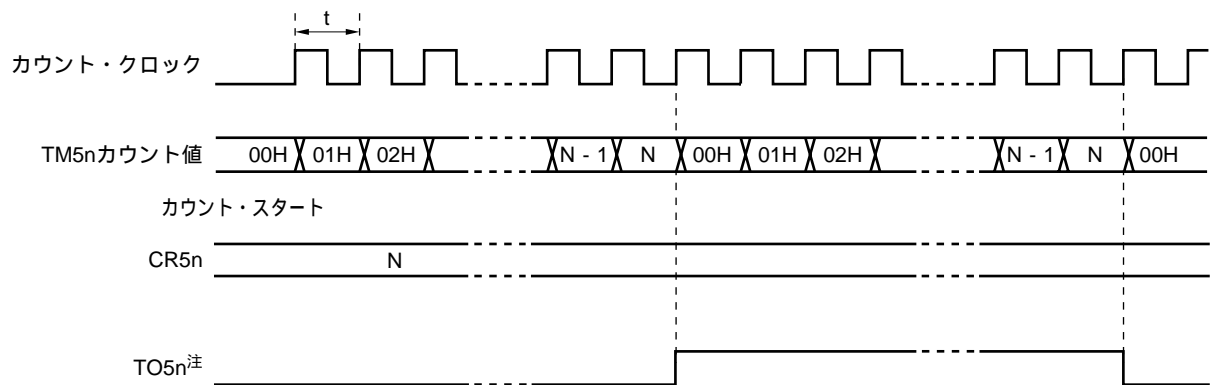 t
カウント・クロック
TM5nカウント値 00H 01H 02H N - 1 N 00H 01H 02H N - 1 N 00H
カウント・スタート
CR5n N
TO5n注